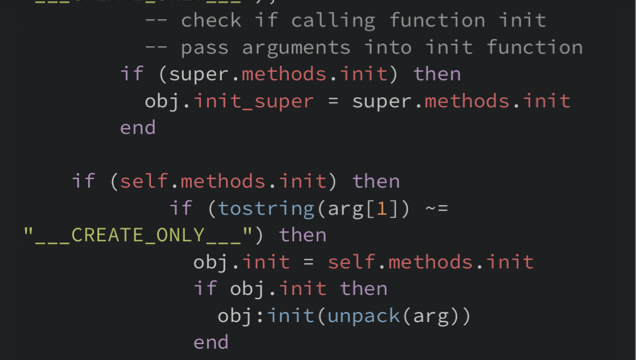 "___CREATE_ONLY___");
-- check if calling function init
-- pass arguments into init function
if (super.methods.init) then
obj.init_super = super.methods.init
end
if (self.methods.init) then
if (tostring(arg[1]) ~=
"___CREATE_ONLY___") then
obj.init = self.methods.init
if obj.init then
obj:init(unpack(arg))
end